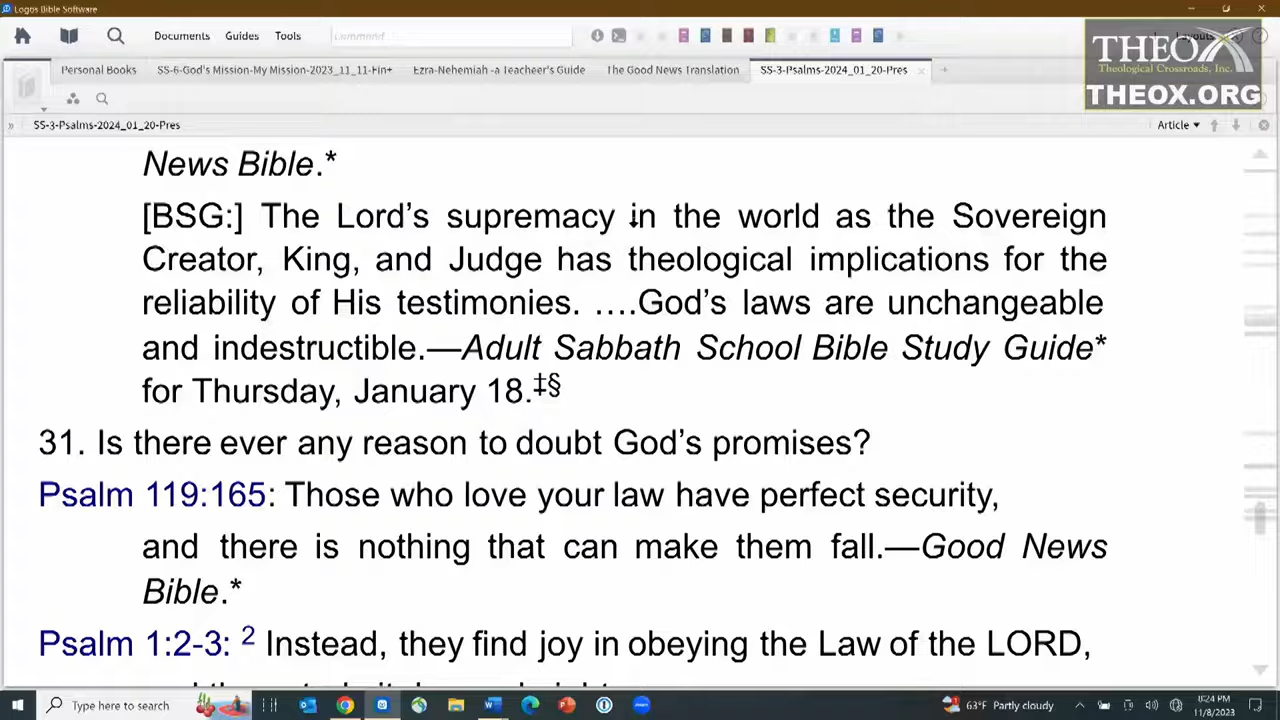 Logos Bible Software
Documents Guides Tools Command Layouts
THEOX
Theological Crossroads, Inc.
THEOX.ORG
Personal Books SS-6-God's Mission-My Mission-2023_11_11-Fin+ The Good News Translation SS-3-Psalms-2024_01_20-Pres
SS-3-Psalms-2024_01_20-Pres Article
News Bible.*
[BSG:] The Lord's supremacy in the world as the Sovereign
Creator, King, and Judge has theological implications for the
reliability of His testimonies. ….God's laws are unchangeable
and indestructible.—Adult Sabbath School Bible Study Guide*
for Thursday, January 18.‡§
31. Is there ever any reason to doubt God's promises?
Psalm 119:165: Those who love your law have perfect security,
and there is nothing that can make them fall.—Good News
Bible.*
Psalm 1:2-3: 2 Instead, they find joy in obeying the Law of the LORD,
Type here to search 63°F Partly cloudy 8:24 PM
11/8/2023